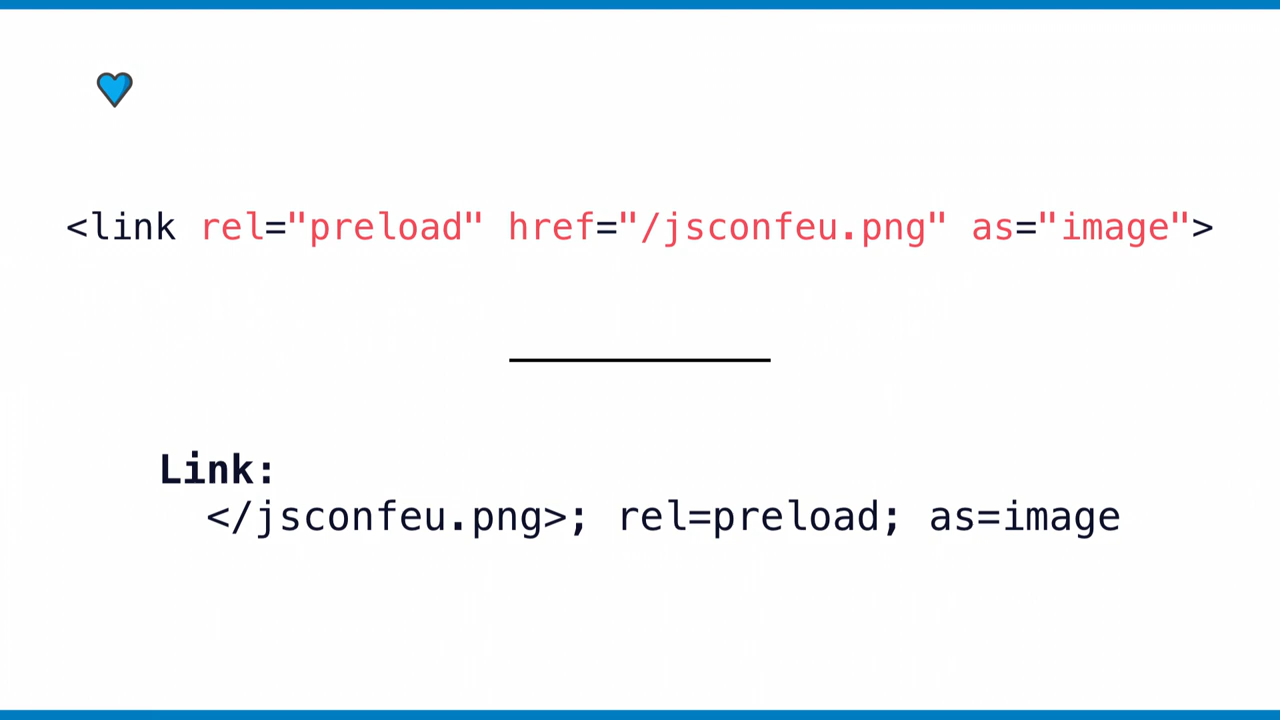 <link rel="preload" href="/jsconfeu.png" as="image">
Link:
</jsconfeu.png>; rel=preload; as=image